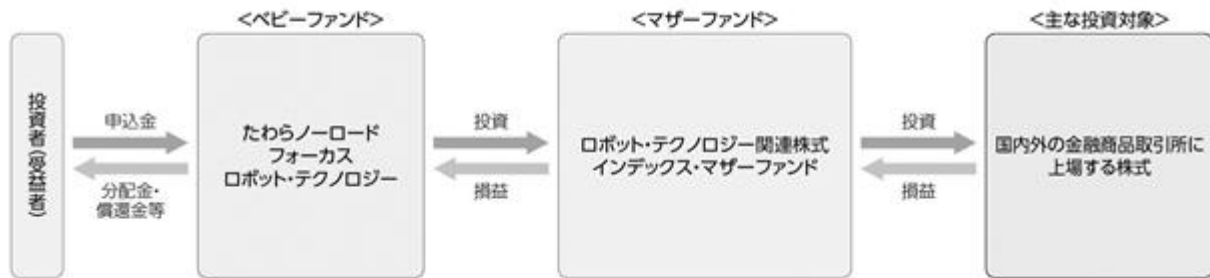 <ベビーファンド>
<マザーファンド>
<主な投資対象>
投資者(受益者)
申込金
分配金・
償還金等
たわらノーロード
フォーカス
ロボット・テクノロジー
投資
損益
ロボット・テクノロジー関連株式
インデックス・マザーファンド
投資
損益
国内外の金融商品取引所に
上場する株式